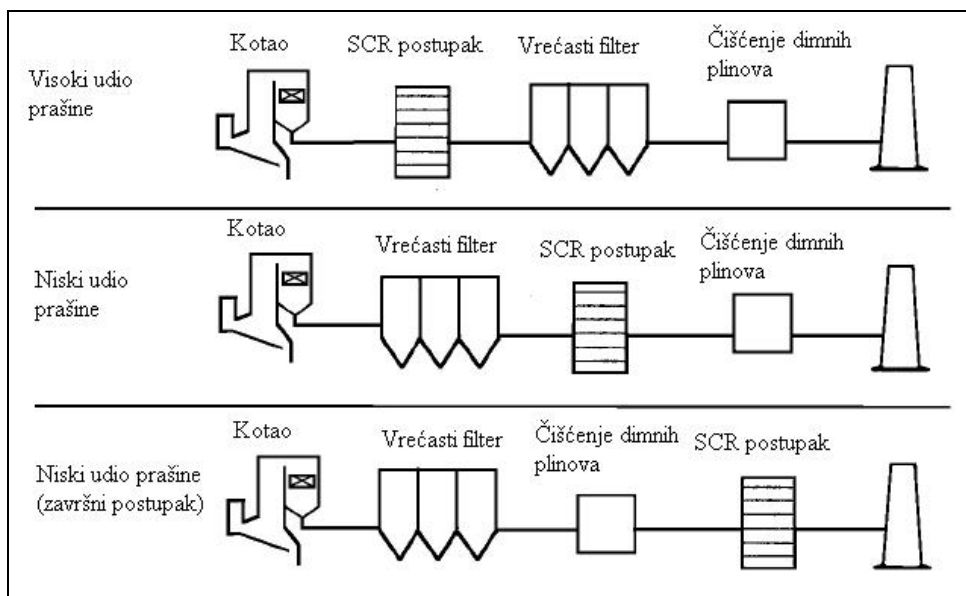 Visoki udio
prašine
Kotao
SCR postupak
Vrećasti filter
Čišćenje dimnih
plinova
Niski udio
prašine
Kotao
Vrećasti filter
SCR postupak
Čišćenje dimnih
plinova
Niski udio prašine
(završni postupak)
Kotao
Vrećasti filter
Čišćenje dimnih
plinova
SCR postupak